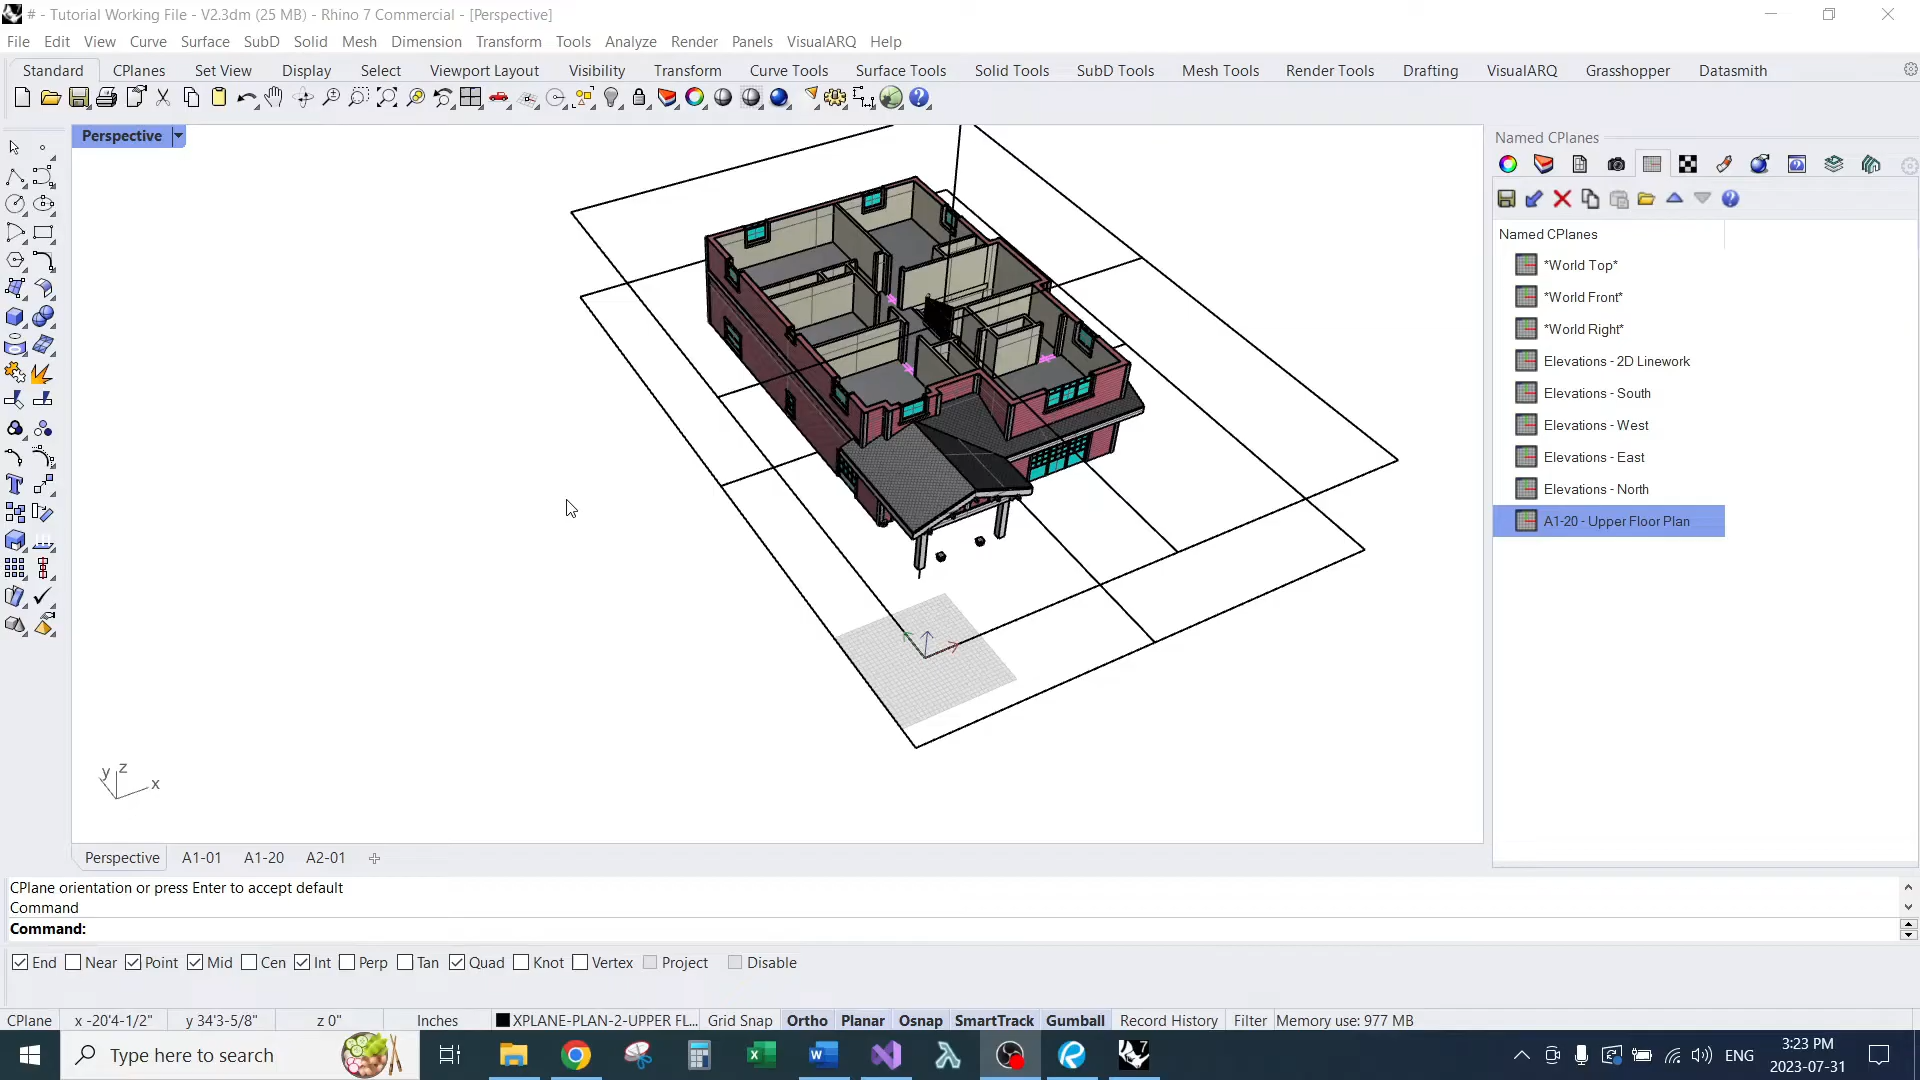 # - Tutorial Working File - V2.3dm (25 MB) - Rhino 7 Commercial - [Perspective]
File Edit View Curve Surface SubD Solid Mesh Dimension Transform Tools Analyze Render Panels VisualARQ Help
Standard CPlanes Set View Display Select Viewport Layout Visibility Transform Curve Tools Surface Tools Solid Tools SubD Tools Mesh Tools Render Tools Drafting VisualARQ Grasshopper Datasmith
Perspective
Named CPlanes
Named CPlanes
*World Top*
*World Front*
*World Right*
Elevations - 2D Linework
Elevations - South
Elevations - West
Elevations - East
Elevations - North
A1-20 - Upper Floor Plan
y z x
Perspective A1-01 A1-20 A2-01
CPlane orientation or press Enter to accept default
Command
Command:
End Near Point Mid Cen Int Perp Tan Quad Knot Vertex Project Disable
CPlane x -20'4-1/2" y 34'3-5/8" z 0" Inches XPLANE-PLAN-2-UPPER FL... Grid Snap Ortho Planar Osnap SmartTrack Gumball Record History Filter Memory use: 977 MB
Type here to search
ENG
3:23 PM
2023-07-31